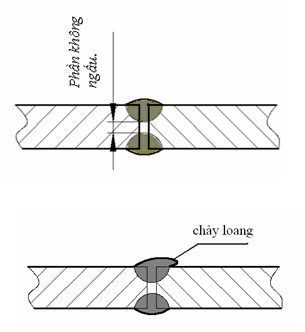 Phần không
ngấu.
chảy loang